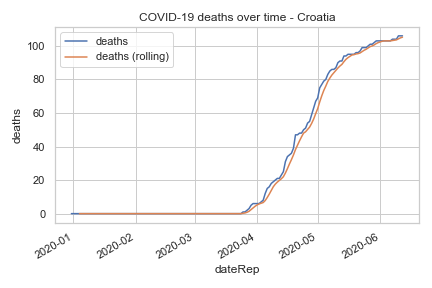 COVID-19 deaths over time - Croatia
deaths
deaths (rolling)
deaths
100
80
60
40
20
0
2020-01
2020-02
2020-03
2020-04
2020-05
2020-06
dateRep